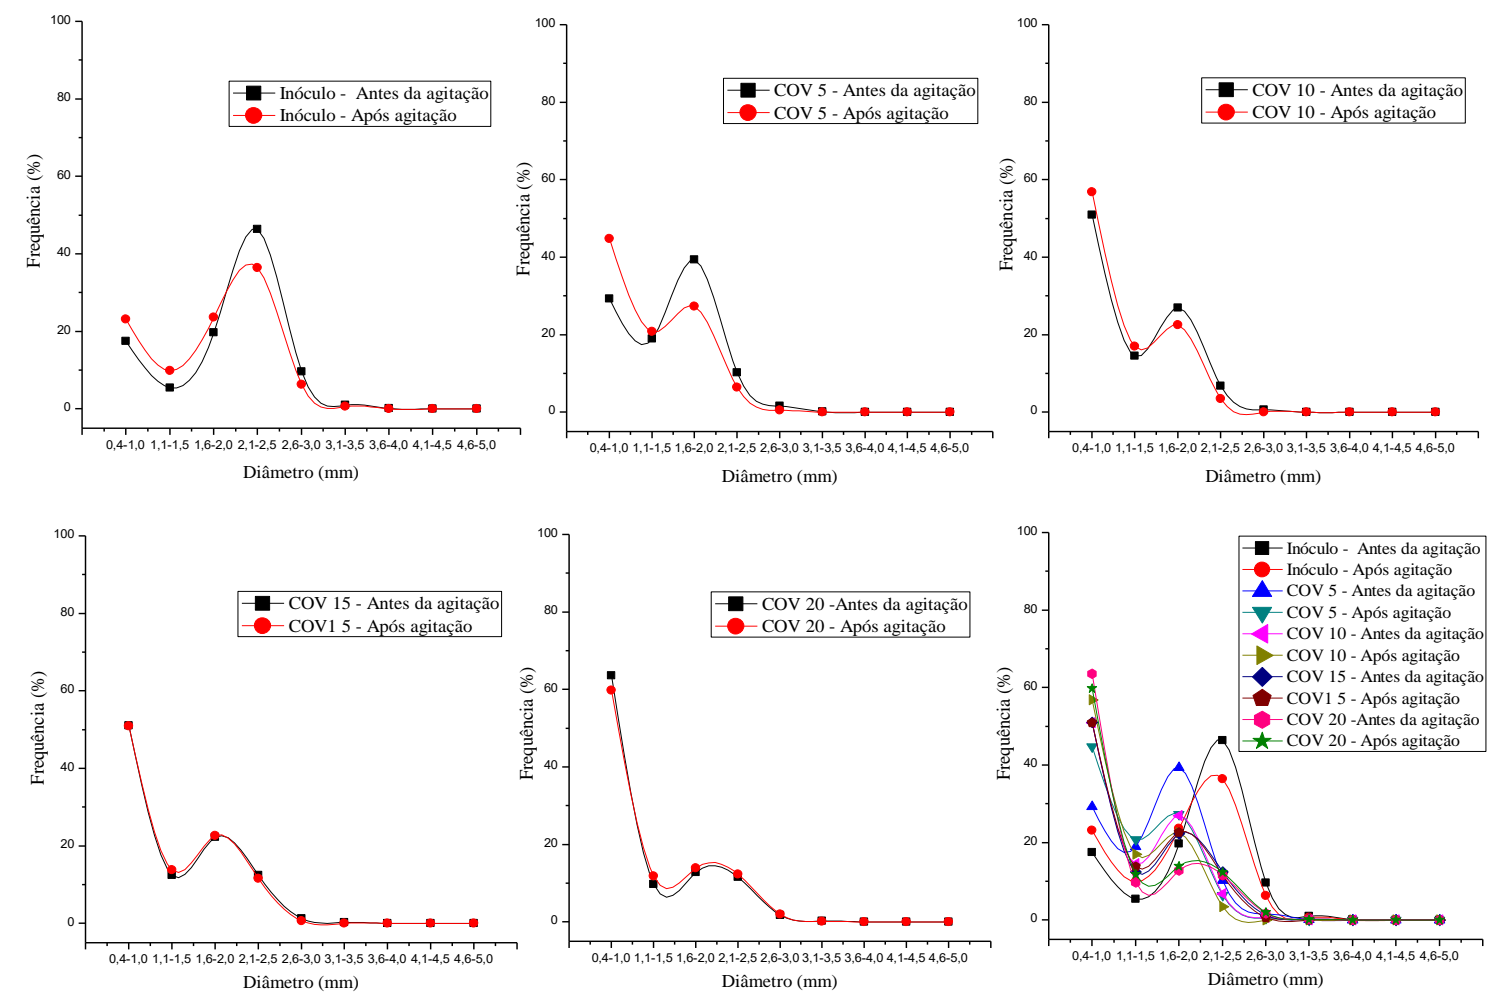 100
80
60
40
20
0
Frequência (%)
Inóculo -  Antes da agitação
Inóculo - Após agitação
0,4-1,0 1,1-1,5 1,6-2,0 2,1-2,5 2,6-3,0 3,1-3,5 3,6-4,0 4,1-4,5 4,6-5,0
Diâmetro (mm)
100
80
60
40
20
0
Frequência (%)
COV 5 - Antes da agitação
COV 5 - Após agitação
0,4-1,0 1,1-1,5 1,6-2,0 2,1-2,5 2,6-3,0 3,1-3,5 3,6-4,0 4,1-4,5 4,6-5,0
Diâmetro (mm)
100
80
60
40
20
0
Frequência (%)
COV 10 - Antes da agitação
COV 10 - Após agitação
0,4-1,0 1,1-1,5 1,6-2,0 2,1-2,5 2,6-3,0 3,1-3,5 3,6-4,0 4,1-4,5 4,6-5,0
Diâmetro (mm)
100
80
60
40
20
0
Frequência (%)
COV 15 - Antes da agitação
COV1 5 - Após agitação
0,4-1,0 1,1-1,5 1,6-2,0 2,1-2,5 2,6-3,0 3,1-3,5 3,6-4,0 4,1-4,5 4,6-5,0
Diâmetro (mm)
100
80
60
40
20
0
Frequência (%)
COV 20 -Antes da agitação
COV 20 - Após agitação
0,4-1,0 1,1-1,5 1,6-2,0 2,1-2,5 2,6-3,0 3,1-3,5 3,6-4,0 4,1-4,5 4,6-5,0
Diâmetro (mm)
100
80
60
40
20
0
Frequência (%)
Inóculo -  Antes da agitação
Inóculo - Após agitação
COV 5 - Antes da agitação
COV 5 - Após agitação
COV 10 - Antes da agitação
COV 10 - Após agitação
COV 15 - Antes da agitação
COV1 5 - Após agitação
COV 20 -Antes da agitação
COV 20 - Após agitação
0,4-1,0 1,1-1,5 1,6-2,0 2,1-2,5 2,6-3,0 3,1-3,5 3,6-4,0 4,1-4,5 4,6-5,0
Diâmetro (mm)